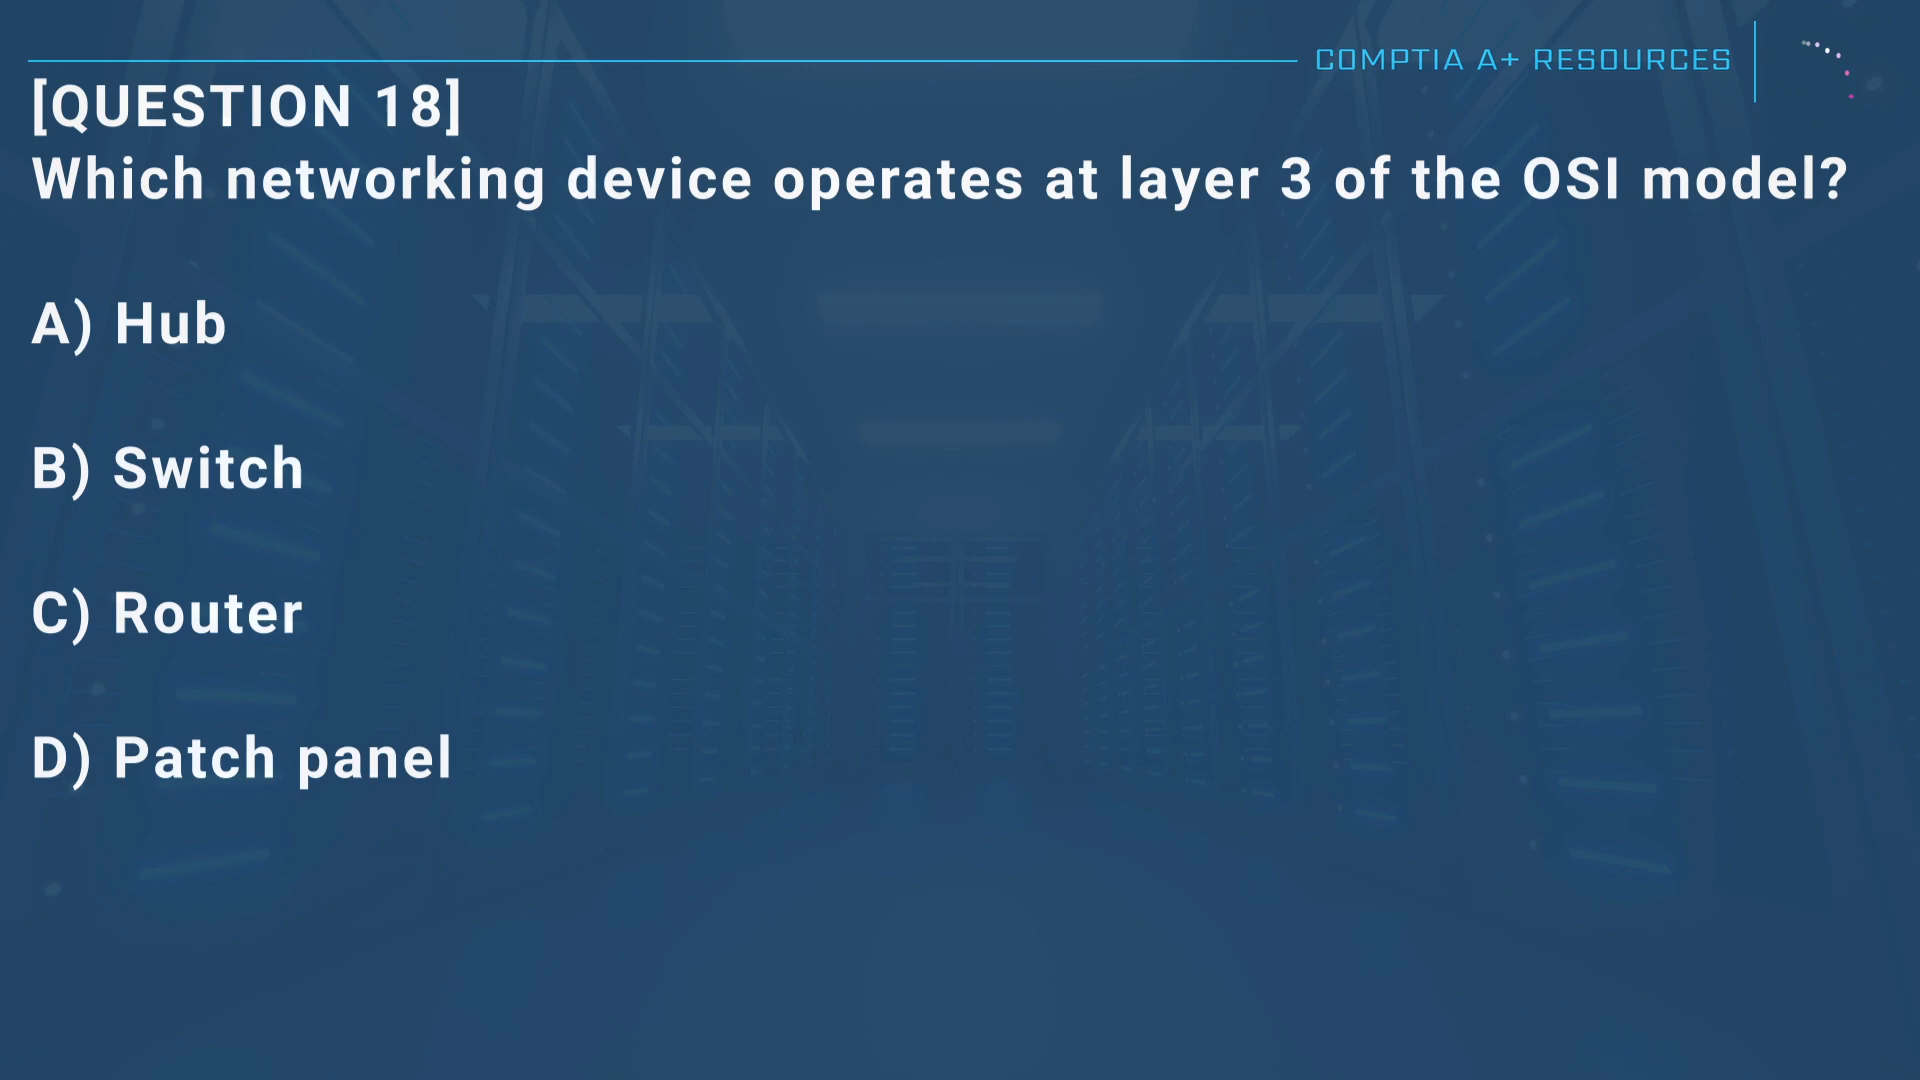 COMPTIA A+ RESOURCES
[QUESTION 18]
Which networking device operates at layer 3 of the OSI model?
A) Hub
B) Switch
C) Router
D) Patch panel